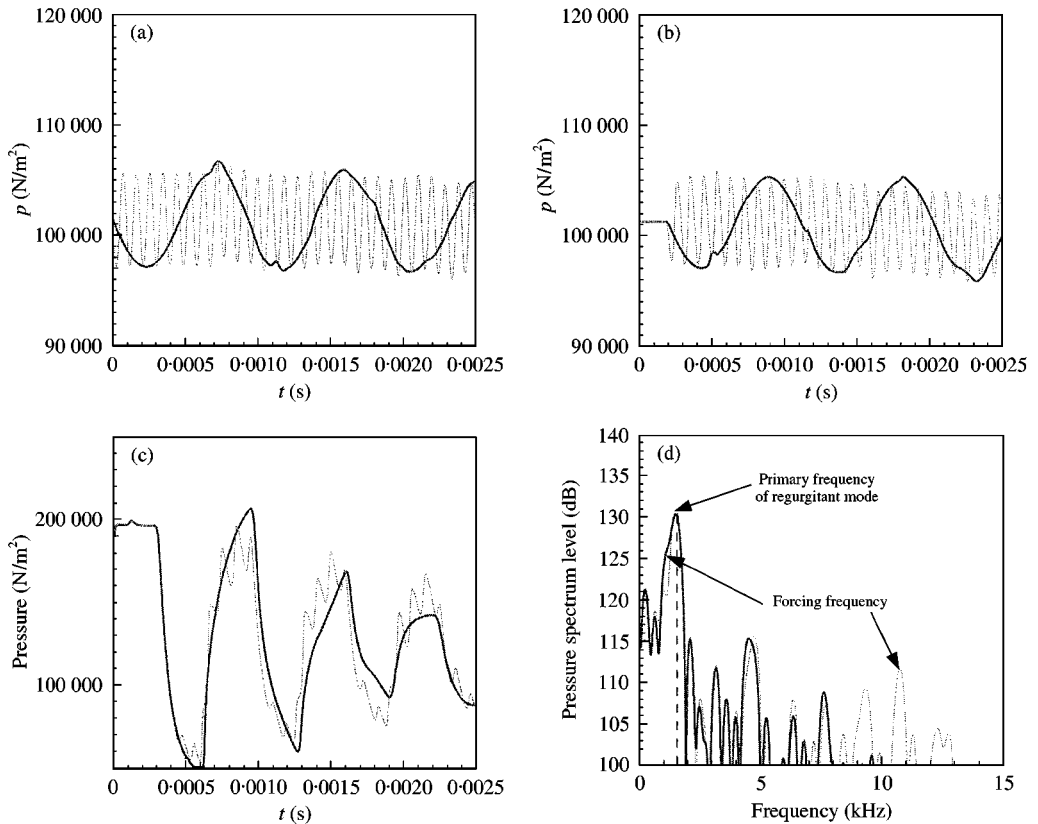 (a)
120 000
110 000
100 000
90 000
p (N/m²)
0 0·0005 0·0010 0·0015 0·0020 0·0025
t (s)
(b)
120 000
110 000
100 000
90 000
p (N/m²)
0 0·0005 0·0010 0·0015 0·0020 0·0025
t (s)
(c)
200 000
100 000
Pressure (N/m²)
0 0·0005 0·0010 0·0015 0·0020 0·0025
t (s)
(d)
140
135
130
125
120
115
110
105
100
Pressure spectrum level (dB)
Primary frequency
of regurgitant mode
Forcing frequency
0 5 10 15
Frequency (kHz)